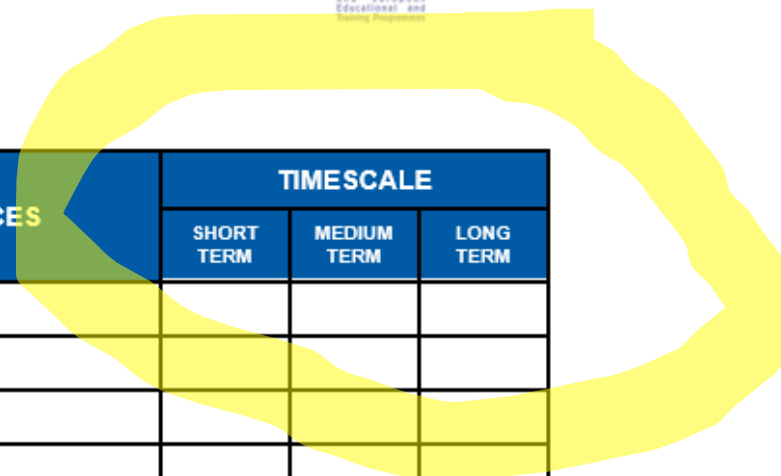 Educational and
Training Programmes
TIMESCALE
CES
SHORT TERM
MEDIUM TERM
LONG TERM